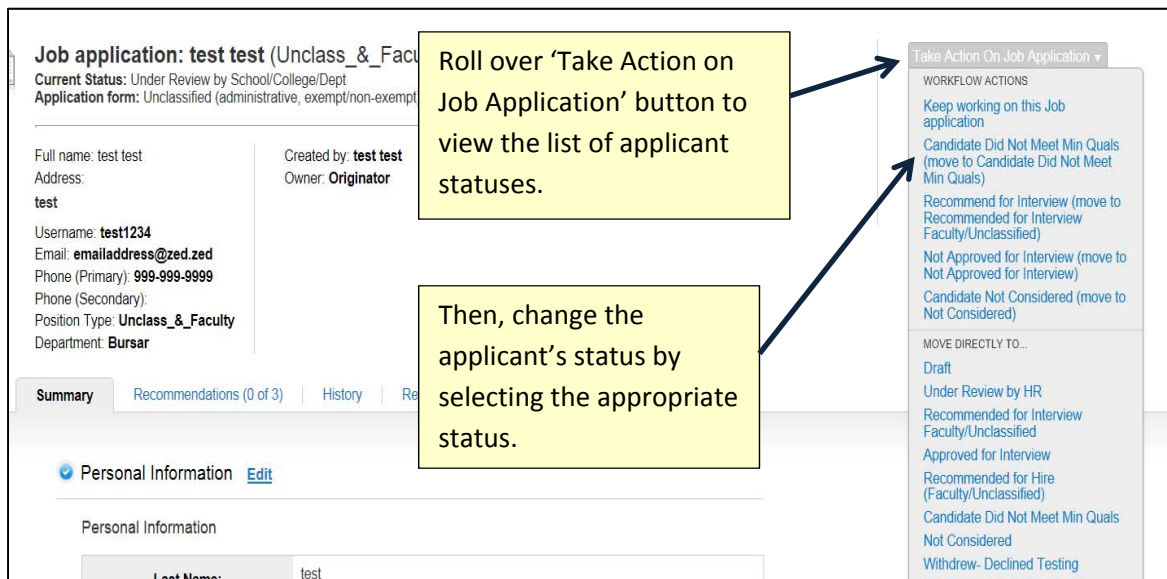 Job application: test test (Unclass_&_Facu
Current Status: Under Review by School/College/Dept
Application form: Unclassified (administrative, exempt/non-exempt
Full name: test test
Address:
test
Username: test1234
Email: emailaddress@zed.zed
Phone (Primary): 999-999-9999
Phone (Secondary):
Position Type: Unclass_&_Faculty
Department: Bursar
Created by: test test
Owner: Originator
Roll over ‘Take Action on
Job Application’ button to
view the list of applicant
statuses.
Then, change the
applicant’s status by
selecting the appropriate
status.
Take Action On Job Application ▾
WORKFLOW ACTIONS
Keep working on this Job
application
Candidate Did Not Meet Min Quals
(move to Candidate Did Not Meet
Min Quals)
Recommend for Interview (move to
Recommended for Interview
Faculty/Unclassified)
Not Approved for Interview (move to
Not Approved for Interview)
Candidate Not Considered (move to
Not Considered)
MOVE DIRECTLY TO...
Draft
Under Review by HR
Recommended for Interview
Faculty/Unclassified
Approved for Interview
Recommended for Hire
(Faculty/Unclassified)
Candidate Did Not Meet Min Quals
Not Considered
Withdrew- Declined Testing
Summary Recommendations (0 of 3) History Re
Personal Information Edit
Personal Information
Last Name: test